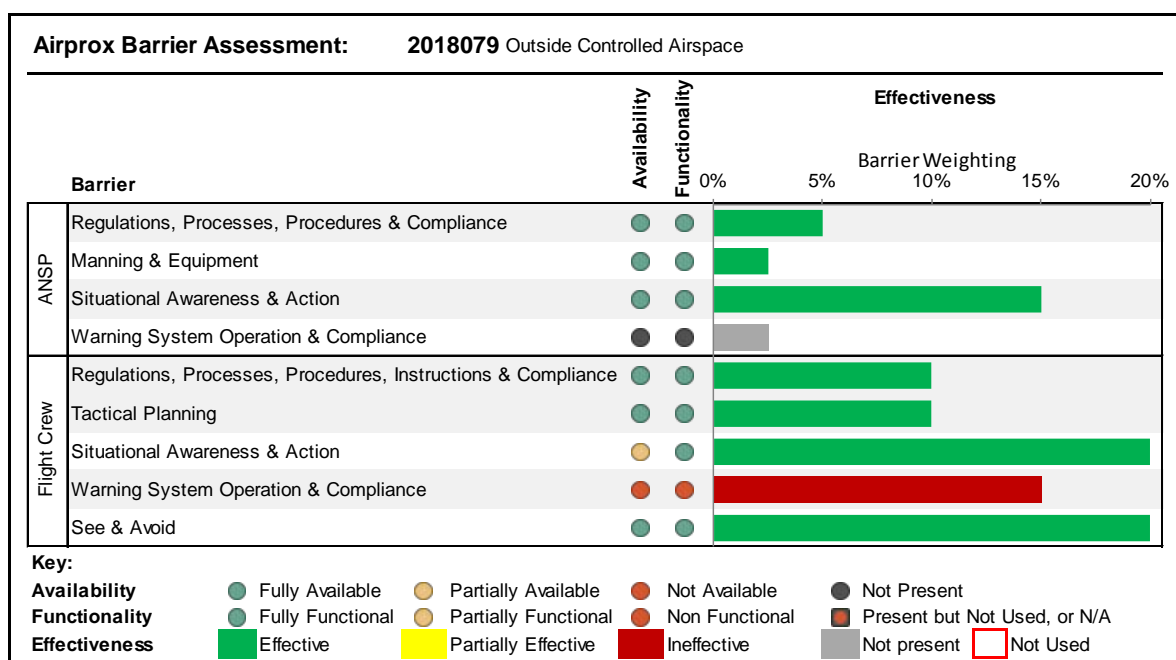 Airprox Barrier Assessment: 2018079 Outside Controlled Airspace
Barrier
Availability
Functionality
Effectiveness
Barrier Weighting
0% 5% 10% 15% 20%
ANSP
Regulations, Processes, Procedures & Compliance
Manning & Equipment
Situational Awareness & Action
Warning System Operation & Compliance
Flight Crew
Regulations, Processes, Procedures, Instructions & Compliance
Tactical Planning
Situational Awareness & Action
Warning System Operation & Compliance
See & Avoid
Key:
Availability Fully Available Partially Available Not Available Not Present
Functionality Fully Functional Partially Functional Non Functional Present but Not Used, or N/A
Effectiveness Effective Partially Effective Ineffective Not present Not Used